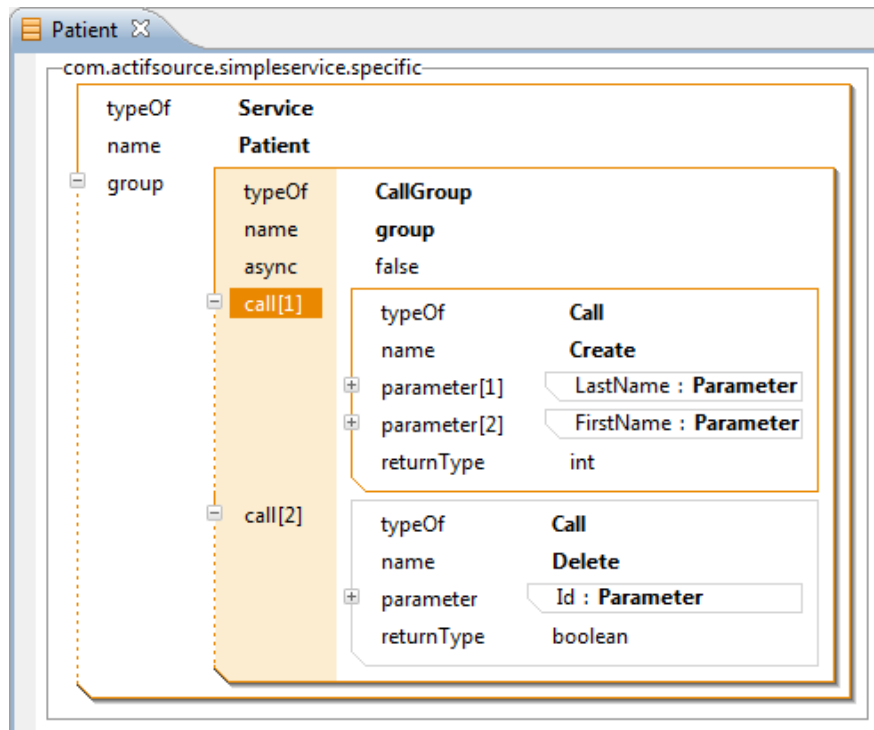 Patient
com.actifsource.simpleservice.specific
typeOf Service
name Patient
group
typeOf CallGroup
name group
async false
call[1]
typeOf Call
name Create
parameter[1] LastName : Parameter
parameter[2] FirstName : Parameter
returnType int
call[2]
typeOf Call
name Delete
parameter Id : Parameter
returnType boolean